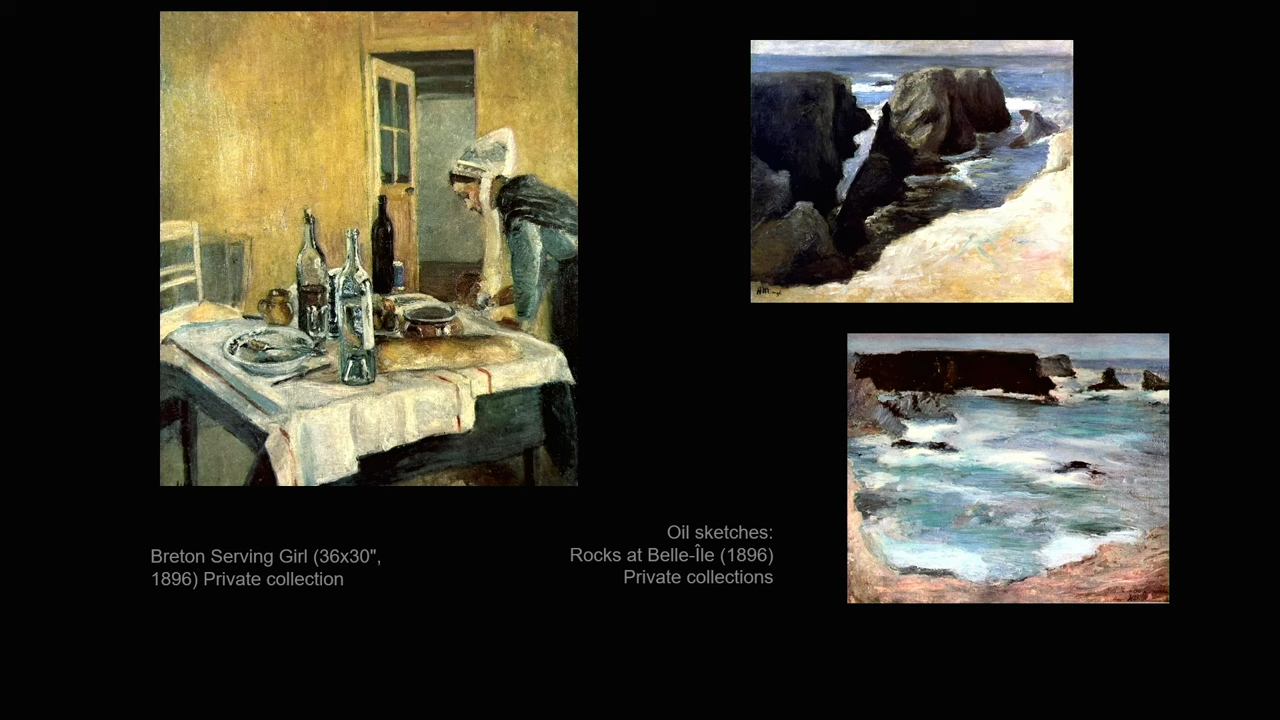 Breton Serving Girl (36x30",
1896) Private collection
Oil sketches:
Rocks at Belle-Île (1896)
Private collections